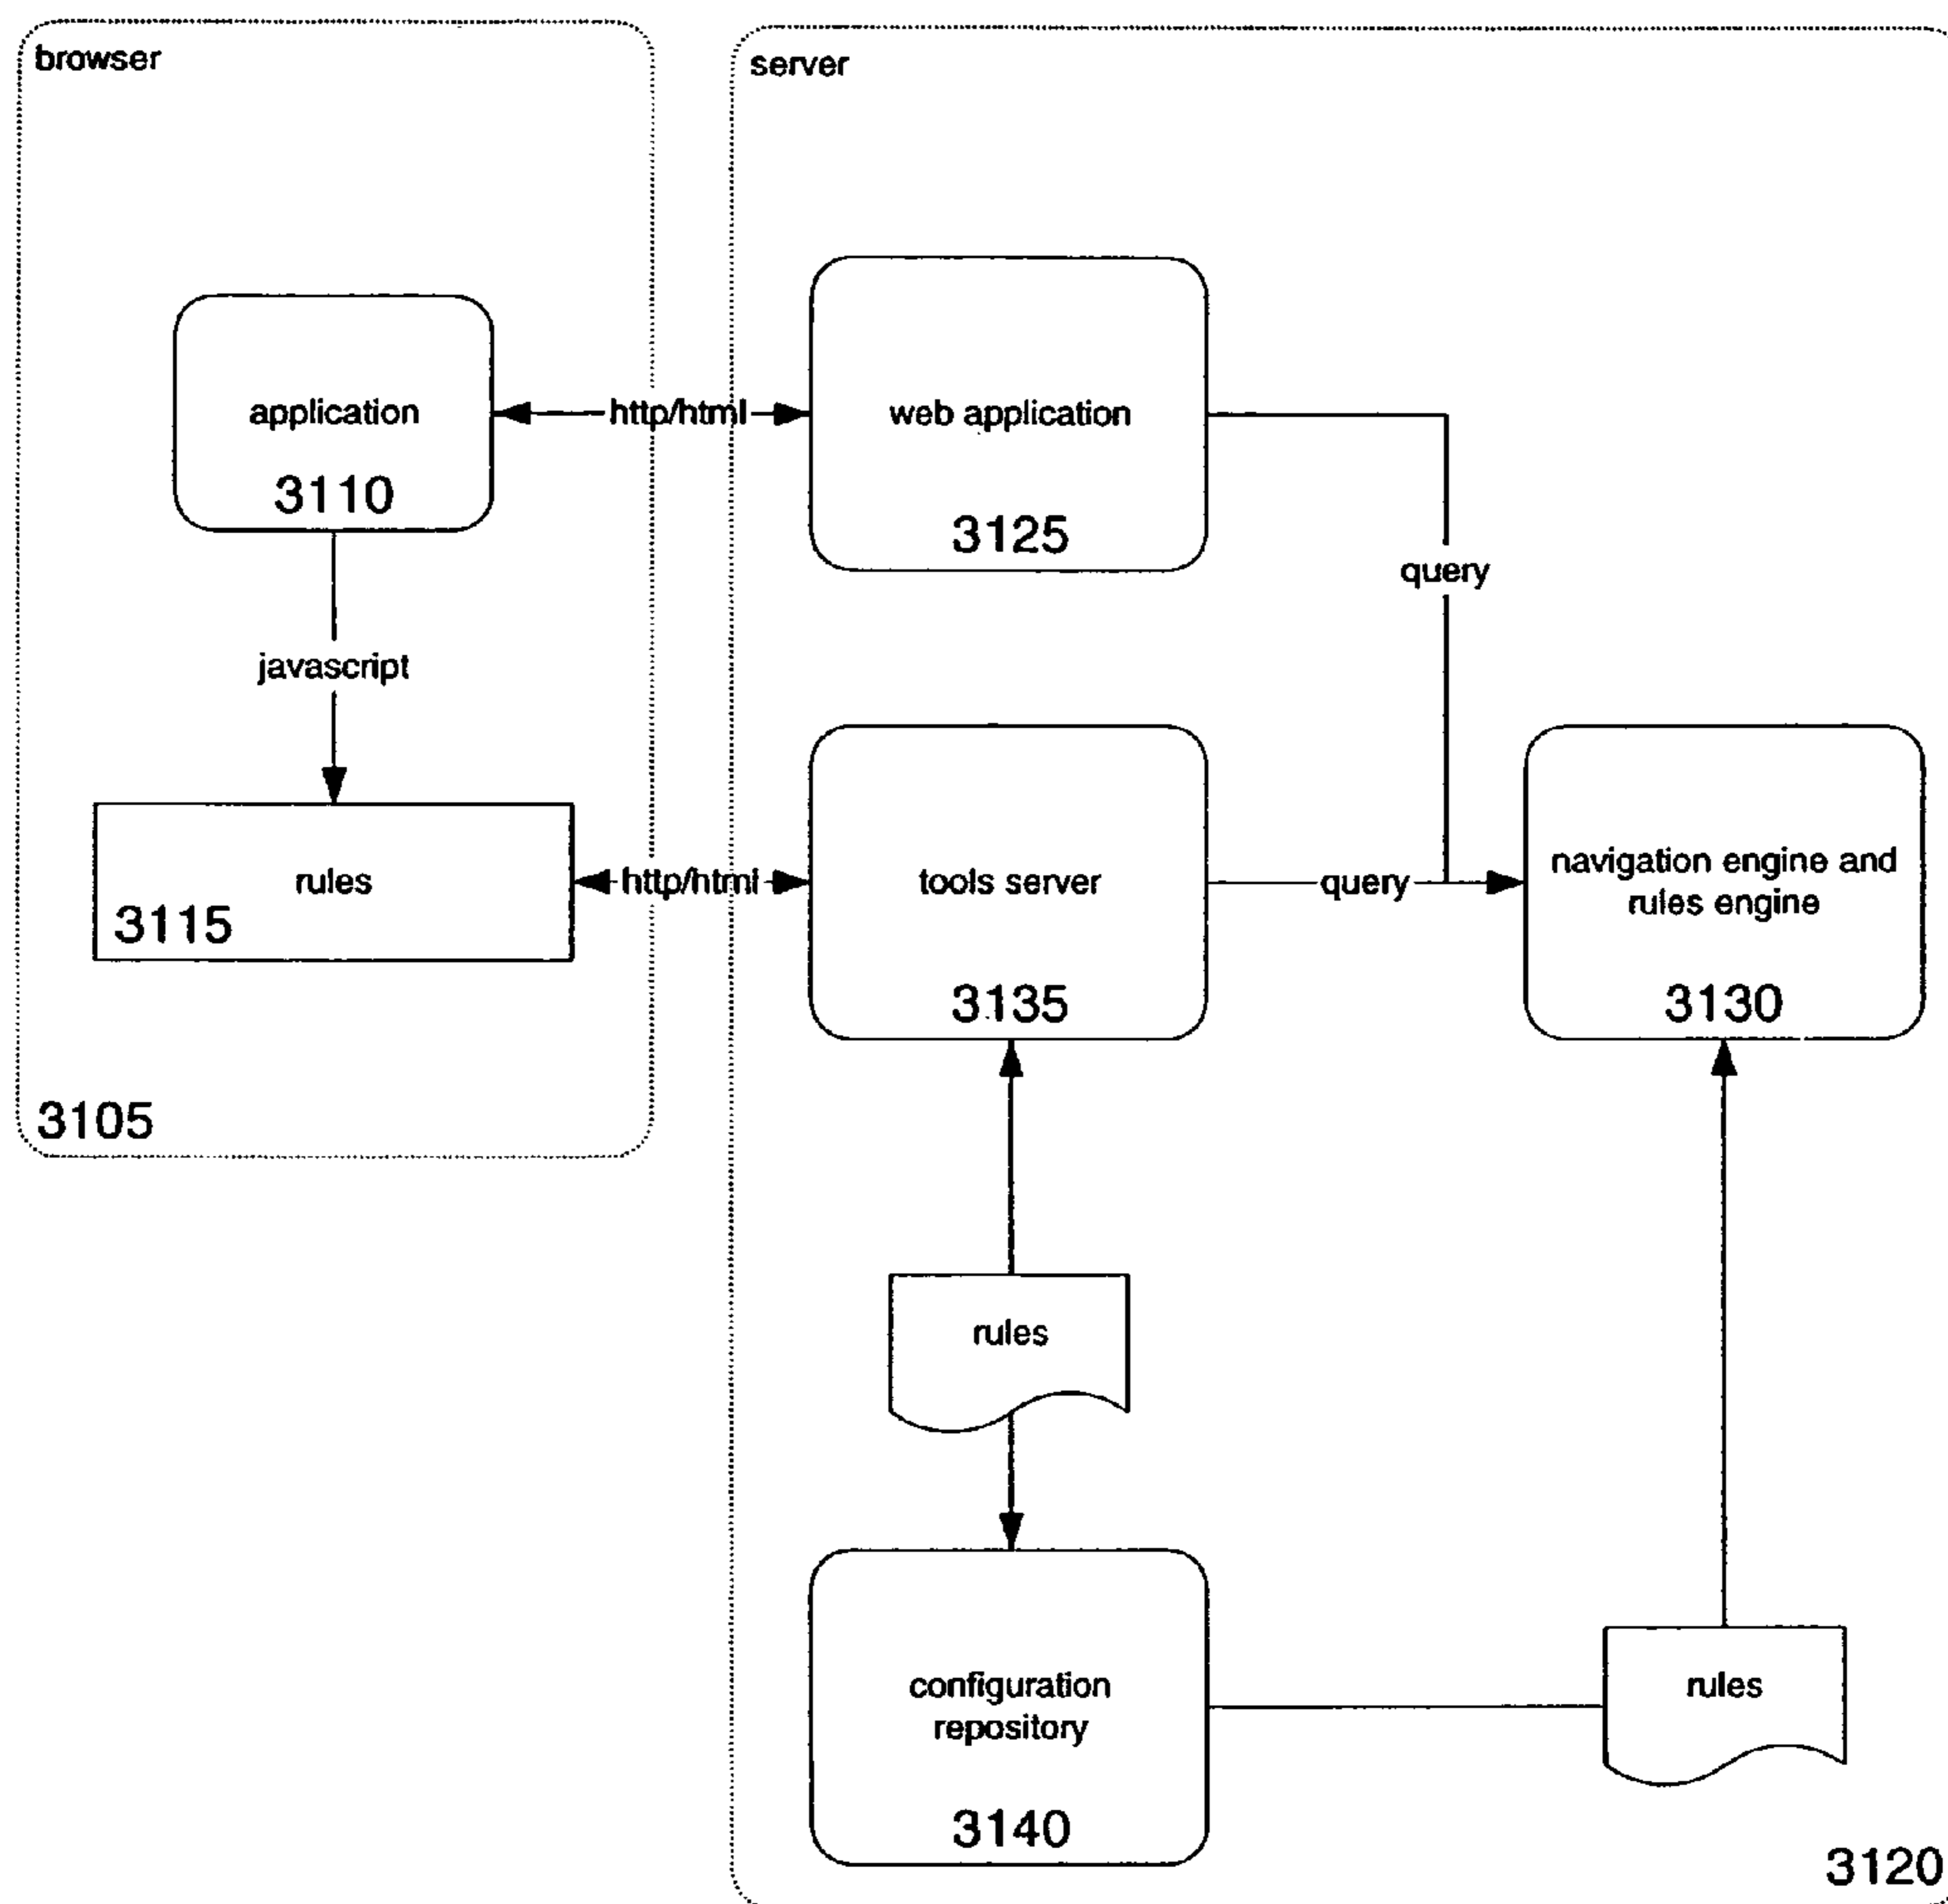 browser
server
application
3110
http/html
web application
3125
query
javascript
rules
3115
http/html
tools server
3135
query
navigation engine and
rules engine
3130
3105
rules
configuration
repository
3140
rules
3120